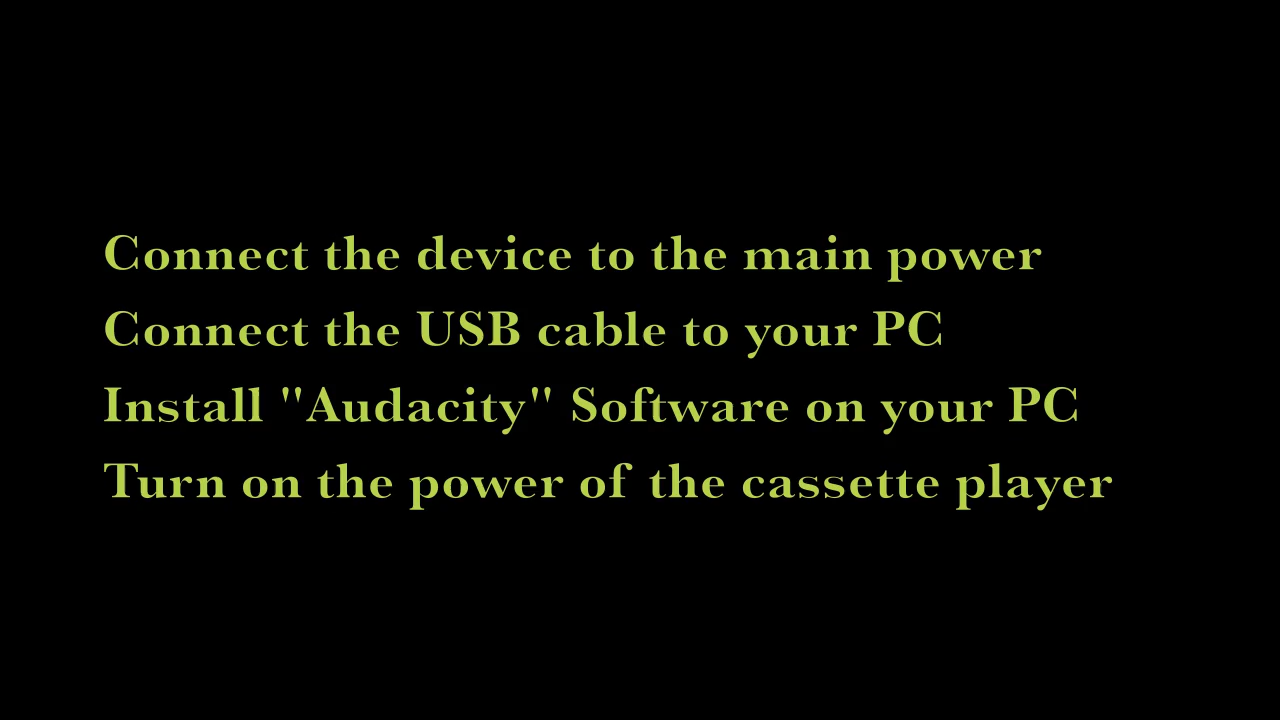 Connect the device to the main power
Connect the USB cable to your PC
Install "Audacity" Software on your PC
Turn on the power of the cassette player